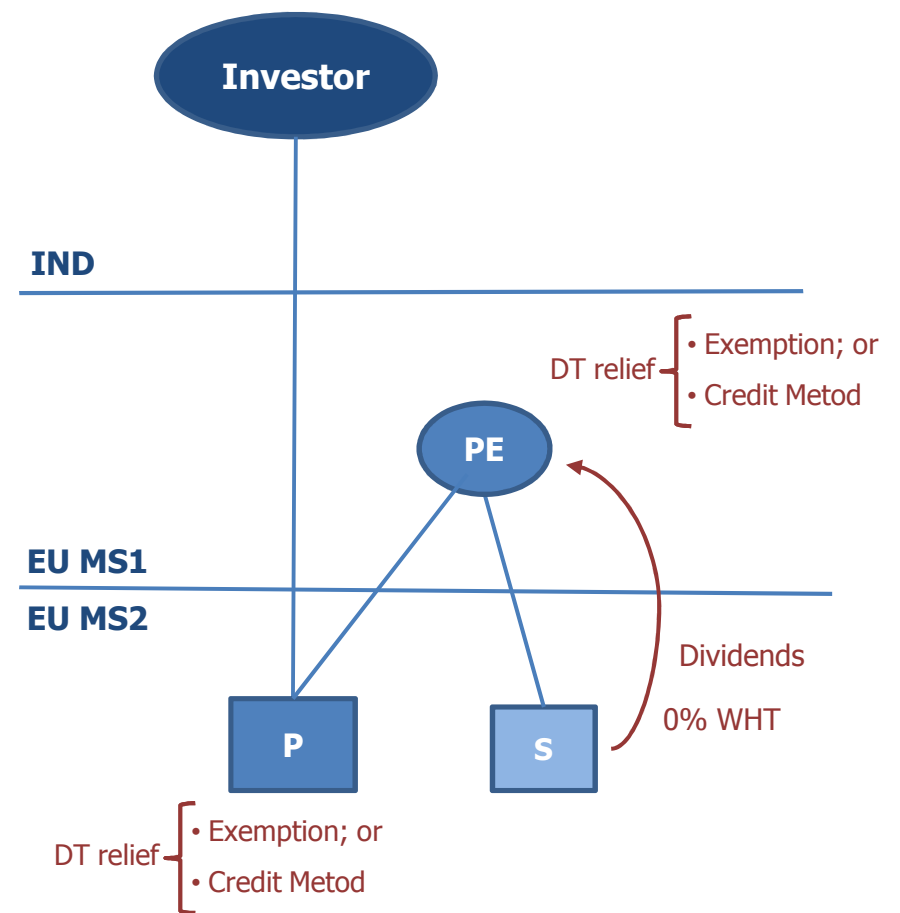 Investor
IND
• Exemption; or
DT relief
• Credit Metod
PE
EU MS1
EU MS2
Dividends
0% WHT
P
S
• Exemption; or
DT relief
• Credit Metod